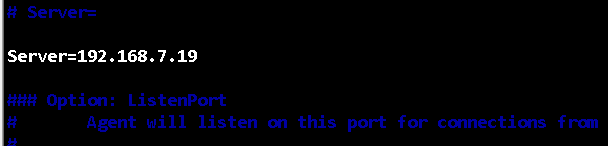 # Server=
Server=192.168.7.19
### Option: ListenPort
# Agent will listen on this port for connections from
#